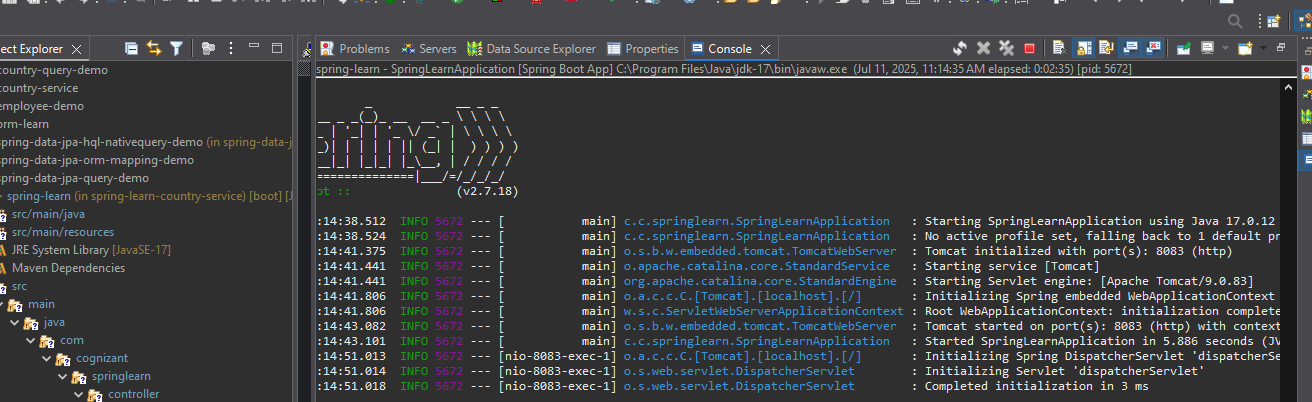 ect Explorer
country-query-demo
country-service
employee-demo
orm-learn
spring-data-jpa-hql-nativequery-demo (in spring-data-j
spring-data-jpa-orm-mapping-demo
spring-data-jpa-query-demo
spring-learn (in spring-learn-country-service) [boot] [J
src/main/java
src/main/resources
JRE System Library [JavaSE-17]
Maven Dependencies
src
main
java
com
cognizant
springlearn
controller
Problems Servers Data Source Explorer Properties Console
spring-learn - SpringLearnApplication [Spring Boot App] C:\Program Files\Java\jdk-17\bin\javaw.exe (Jul 11, 2025, 11:14:35 AM elapsed: 0:02:35) [pid: 5672]
ot :: (v2.7.18)
:14:38.512 INFO 5672 --- [ main] c.c.springlearn.SpringLearnApplication : Starting SpringLearnApplication using Java 17.0.12
:14:38.524 INFO 5672 --- [ main] c.c.springlearn.SpringLearnApplication : No active profile set, falling back to 1 default pr
:14:41.375 INFO 5672 --- [ main] o.s.b.w.embedded.tomcat.TomcatWebServer : Tomcat initialized with port(s): 8083 (http)
:14:41.441 INFO 5672 --- [ main] o.apache.catalina.core.StandardService : Starting service [Tomcat]
:14:41.441 INFO 5672 --- [ main] org.apache.catalina.core.StandardEngine : Starting Servlet engine: [Apache Tomcat/9.0.83]
:14:41.806 INFO 5672 --- [ main] o.a.c.c.C.[Tomcat].[localhost].[/] : Initializing Spring embedded WebApplicationContext
:14:41.806 INFO 5672 --- [ main] w.s.c.ServletWebServerApplicationContext : Root WebApplicationContext: initialization complete
:14:43.082 INFO 5672 --- [ main] o.s.b.w.embedded.tomcat.TomcatWebServer : Tomcat started on port(s): 8083 (http) with context
:14:43.101 INFO 5672 --- [ main] c.c.springlearn.SpringLearnApplication : Started SpringLearnApplication in 5.886 seconds (JV
:14:51.013 INFO 5672 --- [nio-8083-exec-1] o.a.c.c.C.[Tomcat].[localhost].[/] : Initializing Spring DispatcherServlet 'dispatcherSe
:14:51.014 INFO 5672 --- [nio-8083-exec-1] o.s.web.servlet.DispatcherServlet : Initializing Servlet 'dispatcherServlet'
:14:51.018 INFO 5672 --- [nio-8083-exec-1] o.s.web.servlet.DispatcherServlet : Completed initialization in 3 ms